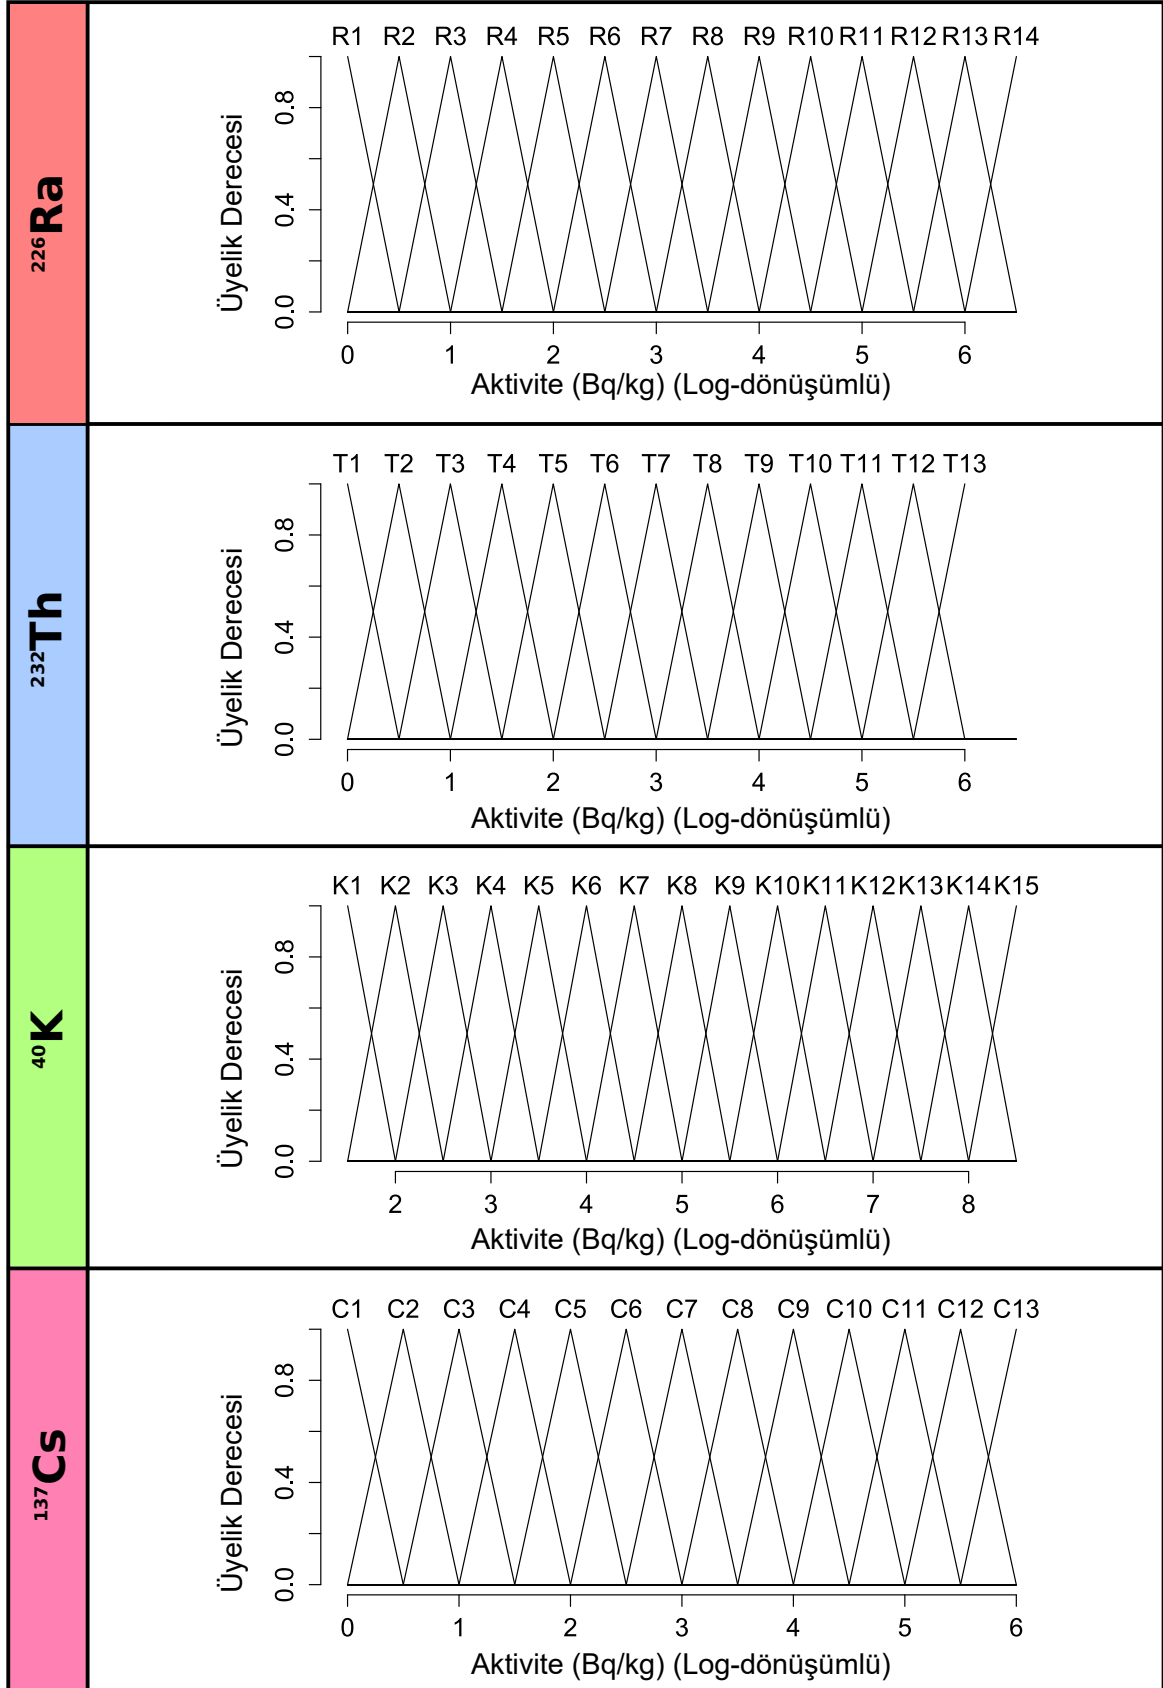 ²²⁶Ra
R1 R2 R3 R4 R5 R6 R7 R8 R9 R10 R11 R12 R13 R14
Üyelik Derecesi
0.8
0.4
0.0
0 1 2 3 4 5 6
Aktivite (Bq/kg) (Log-dönüşümlü)
²³²Th
T1 T2 T3 T4 T5 T6 T7 T8 T9 T10 T11 T12 T13
Üyelik Derecesi
0.8
0.4
0.0
0 1 2 3 4 5 6
Aktivite (Bq/kg) (Log-dönüşümlü)
⁴⁰K
K1 K2 K3 K4 K5 K6 K7 K8 K9 K10 K11 K12 K13 K14 K15
Üyelik Derecesi
0.8
0.4
0.0
2 3 4 5 6 7 8
Aktivite (Bq/kg) (Log-dönüşümlü)
¹³⁷Cs
C1 C2 C3 C4 C5 C6 C7 C8 C9 C10 C11 C12 C13
Üyelik Derecesi
0.8
0.4
0.0
0 1 2 3 4 5 6
Aktivite (Bq/kg) (Log-dönüşümlü)